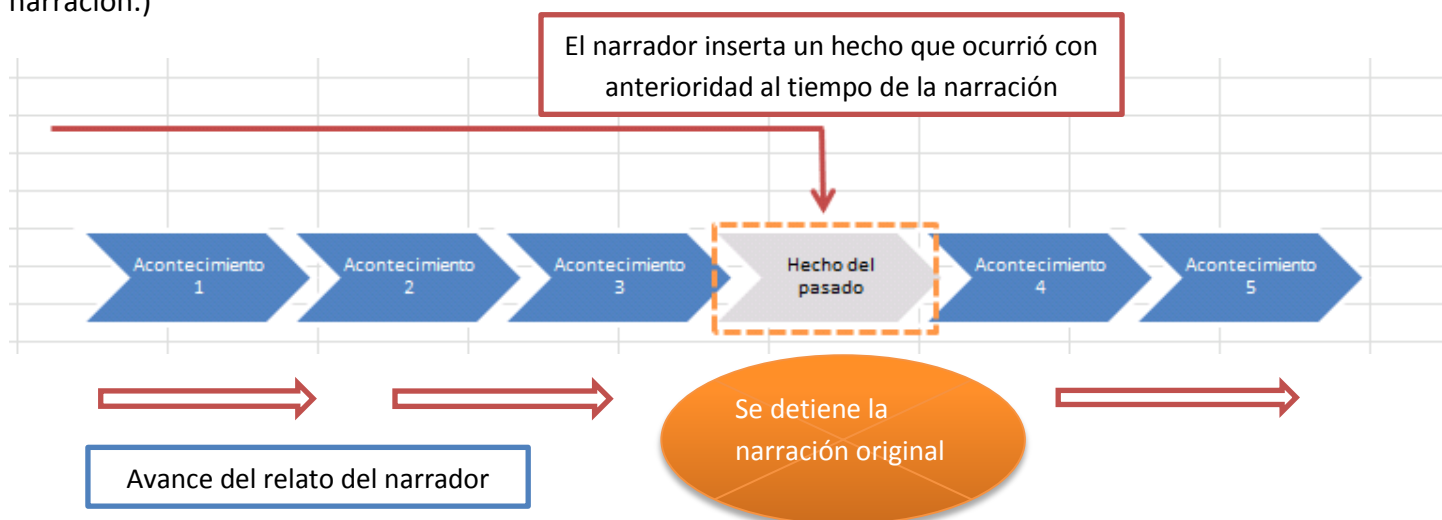 narración.)
El narrador inserta un hecho que ocurrió con
anterioridad al tiempo de la narración
Acontecimiento
1
Acontecimiento
2
Acontecimiento
3
Hecho del
pasado
Acontecimiento
4
Acontecimiento
5
Se detiene la
narración original
Avance del relato del narrador